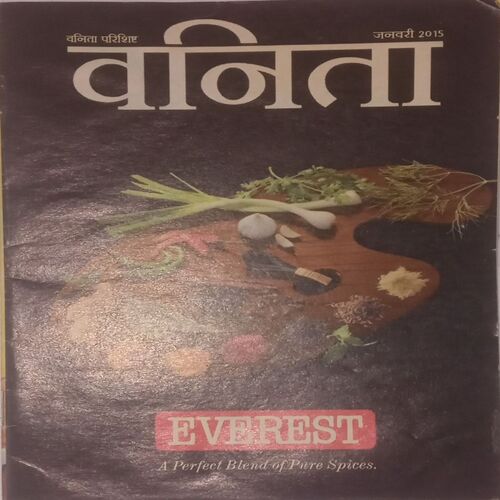 वनिता परिशिष्ट
जनवरी 2015
वनिता
EVEREST
A Perfect Blend of Pure Spices.